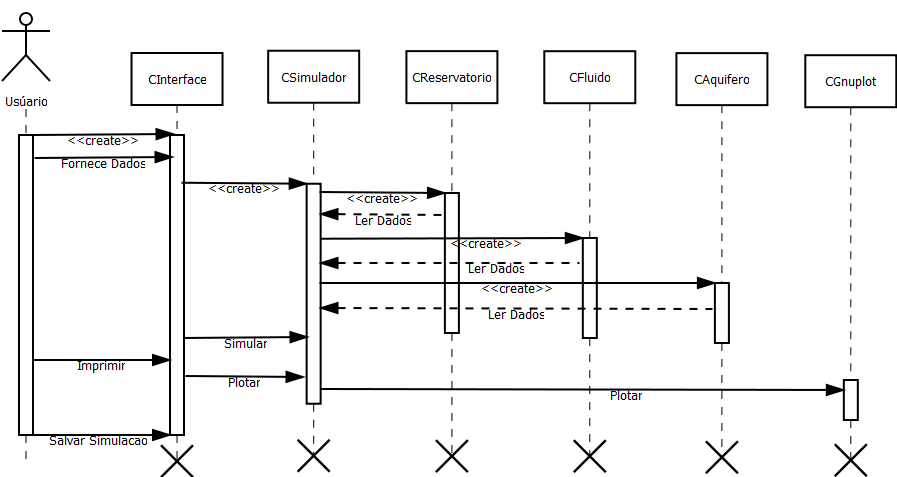 Usúario
CInterface
CSimulador
CReservatorio
CFluido
CAquifero
CGnuplot
<<create>>
Fornece Dados
<<create>>
<<create>>
Ler Dados
<<create>>
Ler Dados
<<create>>
Ler Dados
Simular
Imprimir
Plotar
Plotar
Salvar Simulacao